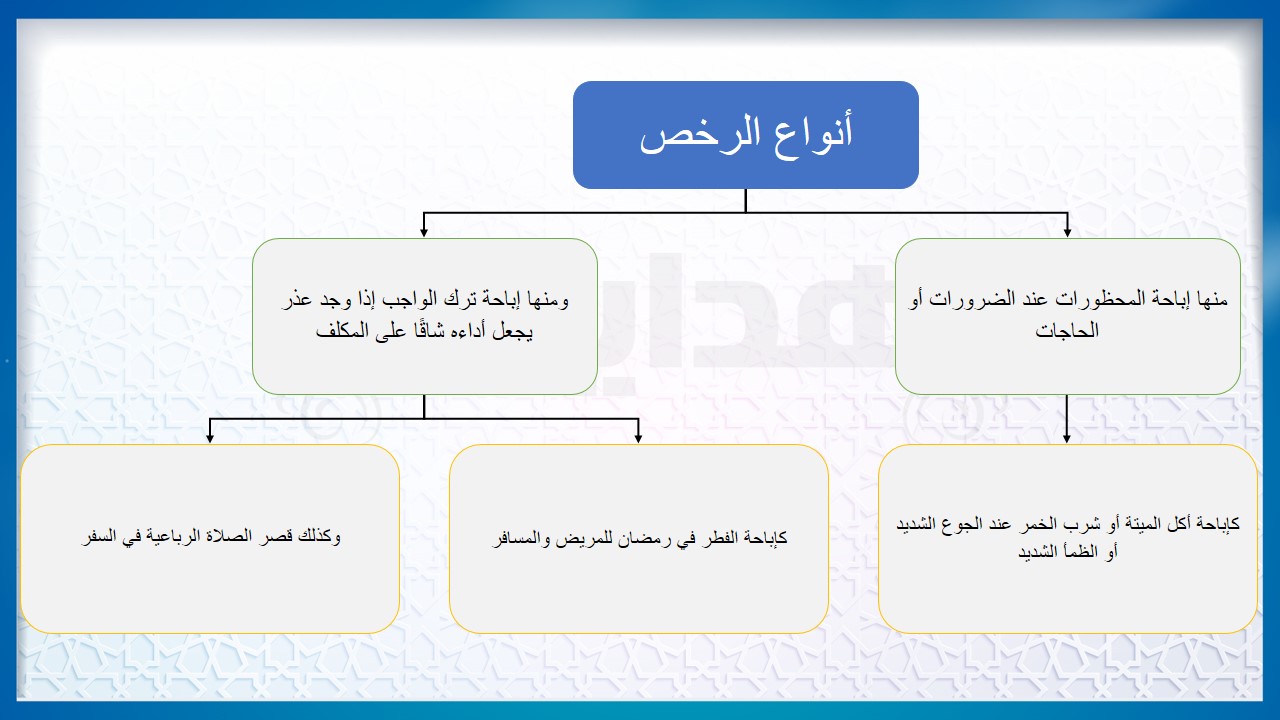 أنواع الرخص
منها إباحة المحظورات عند الضرورات أو
الحاجات
ومنها إباحة ترك الواجب إذا وجد عذر
يجعل أداءه شاقًا على المكلف
كإباحة أكل الميتة أو شرب الخمر عند الجوع الشديد
أو الظمأ الشديد
كإباحة الفطر في رمضان للمريض والمسافر
وكذلك قصر الصلاة الرباعية في السفر